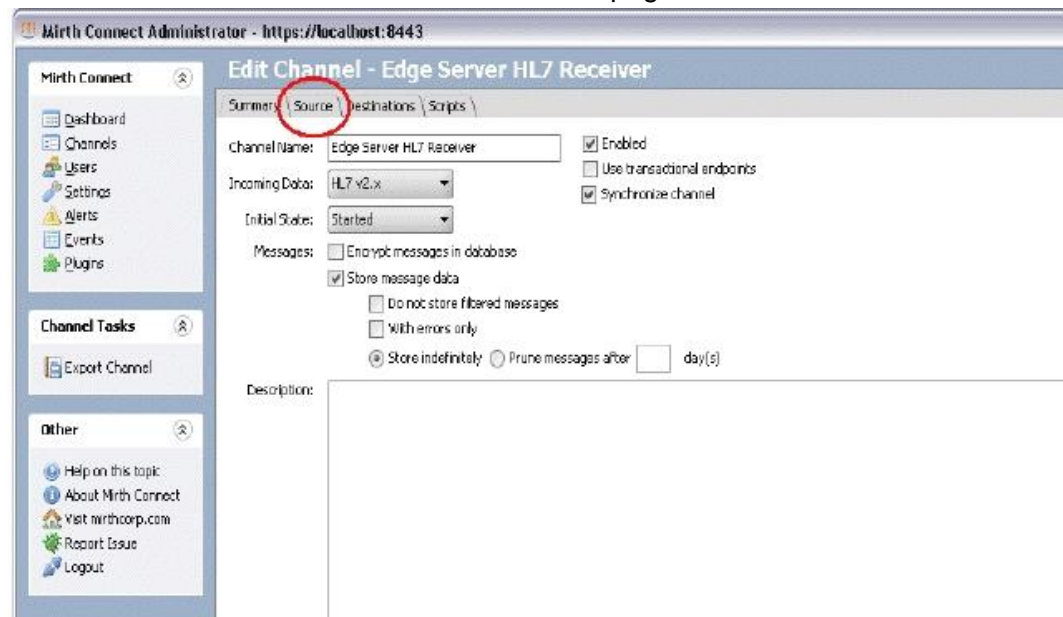 Mirth Connect Administrator - https://localhost:8443
Mirth Connect
Dashboard
Channels
Users
Settings
Alerts
Events
Plugins
Channel Tasks
Export Channel
Other
Help on this topic
About Mirth Connect
Visit mirthcorp.com
Report Issue
Logout
Edit Channel - Edge Server HL7 Receiver
Summary Source Destinations Scripts
Channel Name: Edge Server HL7 Receiver
Enabled
Use transactional endpoints
Incoming Data: HL7 v2.x
Synchronize channel
Initial State: Started
Messages: Encrypt messages in database
Store message data
Do not store filtered messages
With errors only
Store indefinitely Prune messages after day(s)
Description: